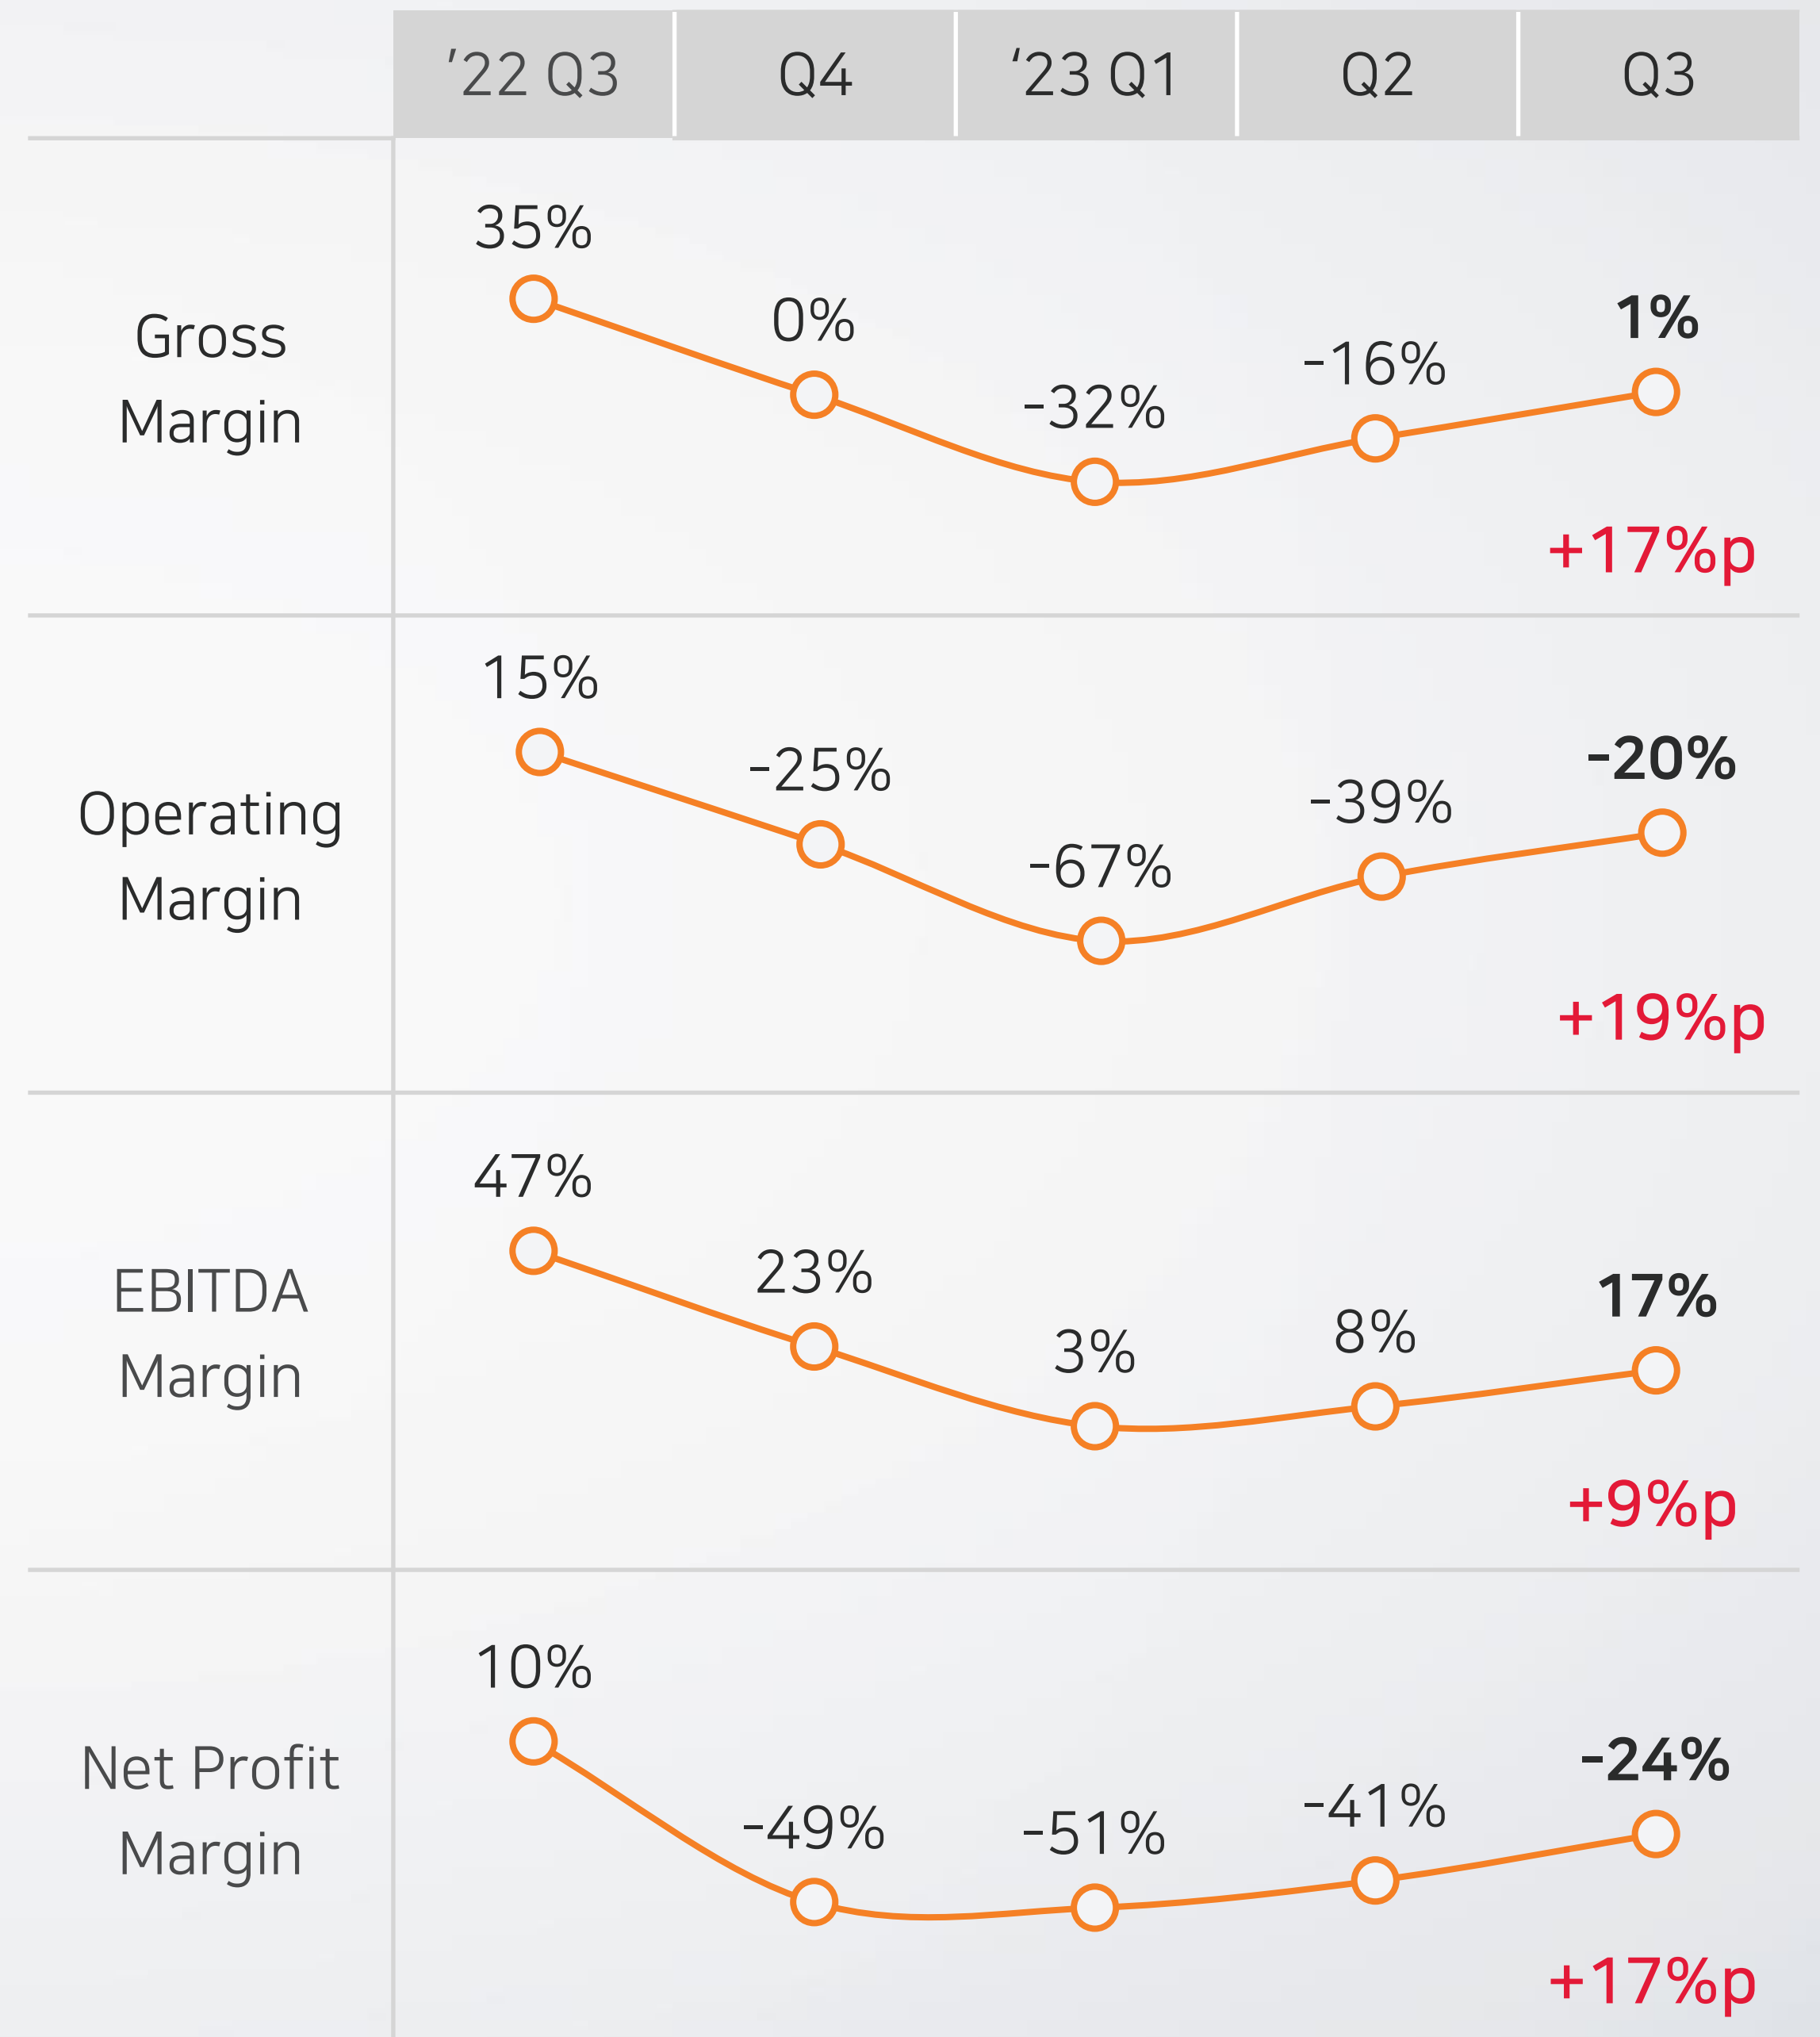 ’22 Q3 Q4 ‘23 Q1 Q2 Q3
Gross
Margin
35% 0% -32% -16% 1%
+17%p
Operating
Margin
15% -25% -67% -39% -20%
+19%p
EBITDA
Margin
47% 23% 3% 8% 17%
+9%p
Net Profit
Margin
10% -49% -51% -41% -24%
+17%p